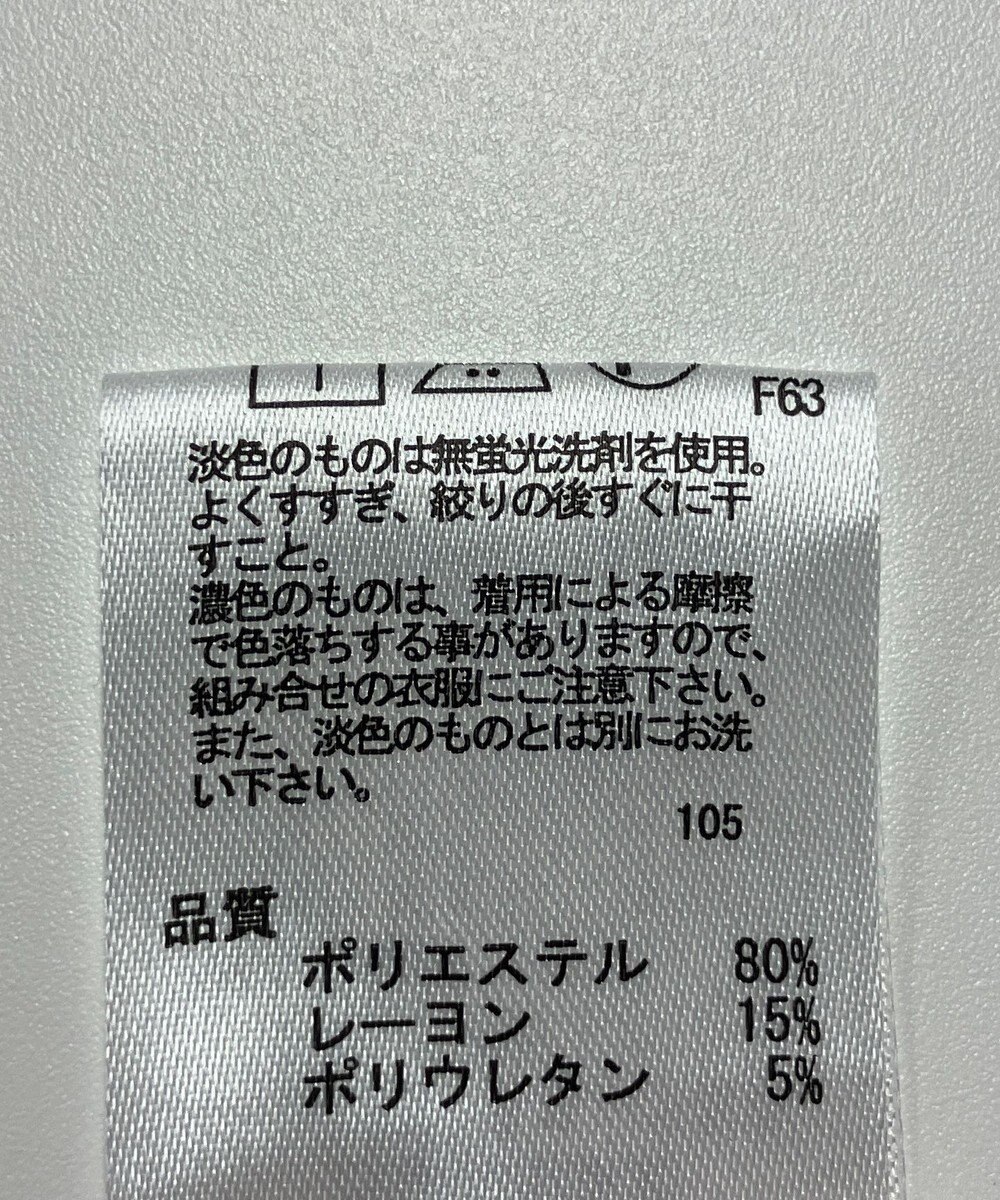 F63
淡色のものは無蛍光洗剤を使用。
よくすすぎ、絞りの後すぐに干
すこと。
濃色のものは、着用による摩擦
で色落ちする事がありますので、
組み合せの衣服にご注意下さい。
また、淡色のものとは別にお洗
い下さい。
105
品質
ポリエステル 80%
レーヨン 15%
ポリウレタン 5%